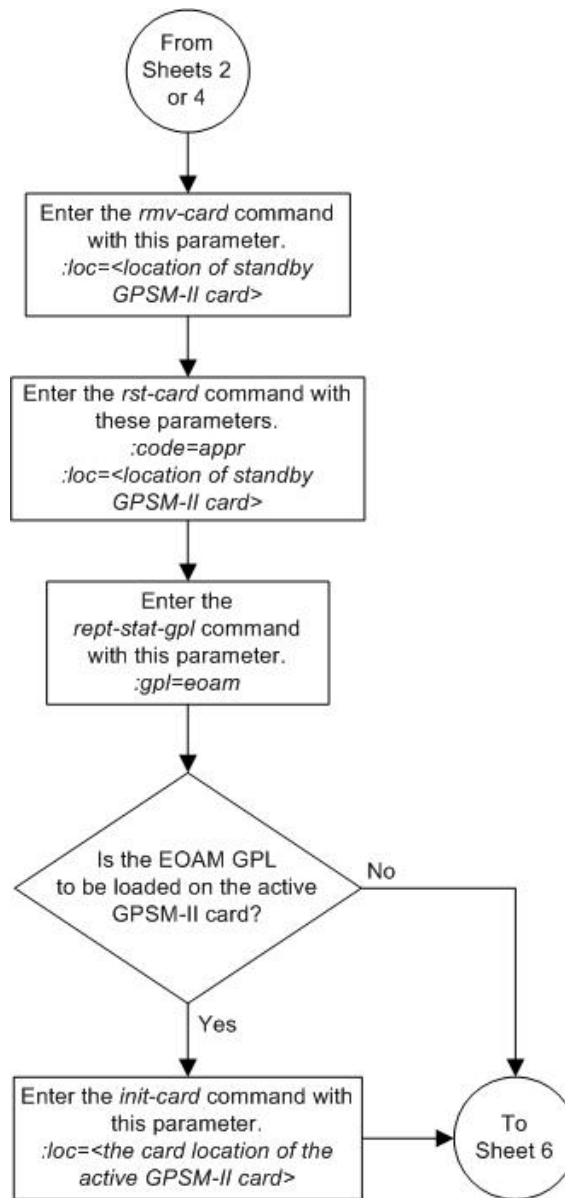 From
Sheets 2
or 4
Enter the rmv-card command
with this parameter.
:loc=<location of standby
GPSM-II card>
Enter the rst-card command with
these parameters.
:code=appr
:loc=<location of standby
GPSM-II card>
Enter the
rept-stat-gpl command
with this parameter.
:gpl=eoam
Is the EOAM GPL
to be loaded on the active
GPSM-II card?
No
Yes
Enter the init-card command with
this parameter.
:loc=<the card location of the
active GPSM-II card>
To
Sheet 6